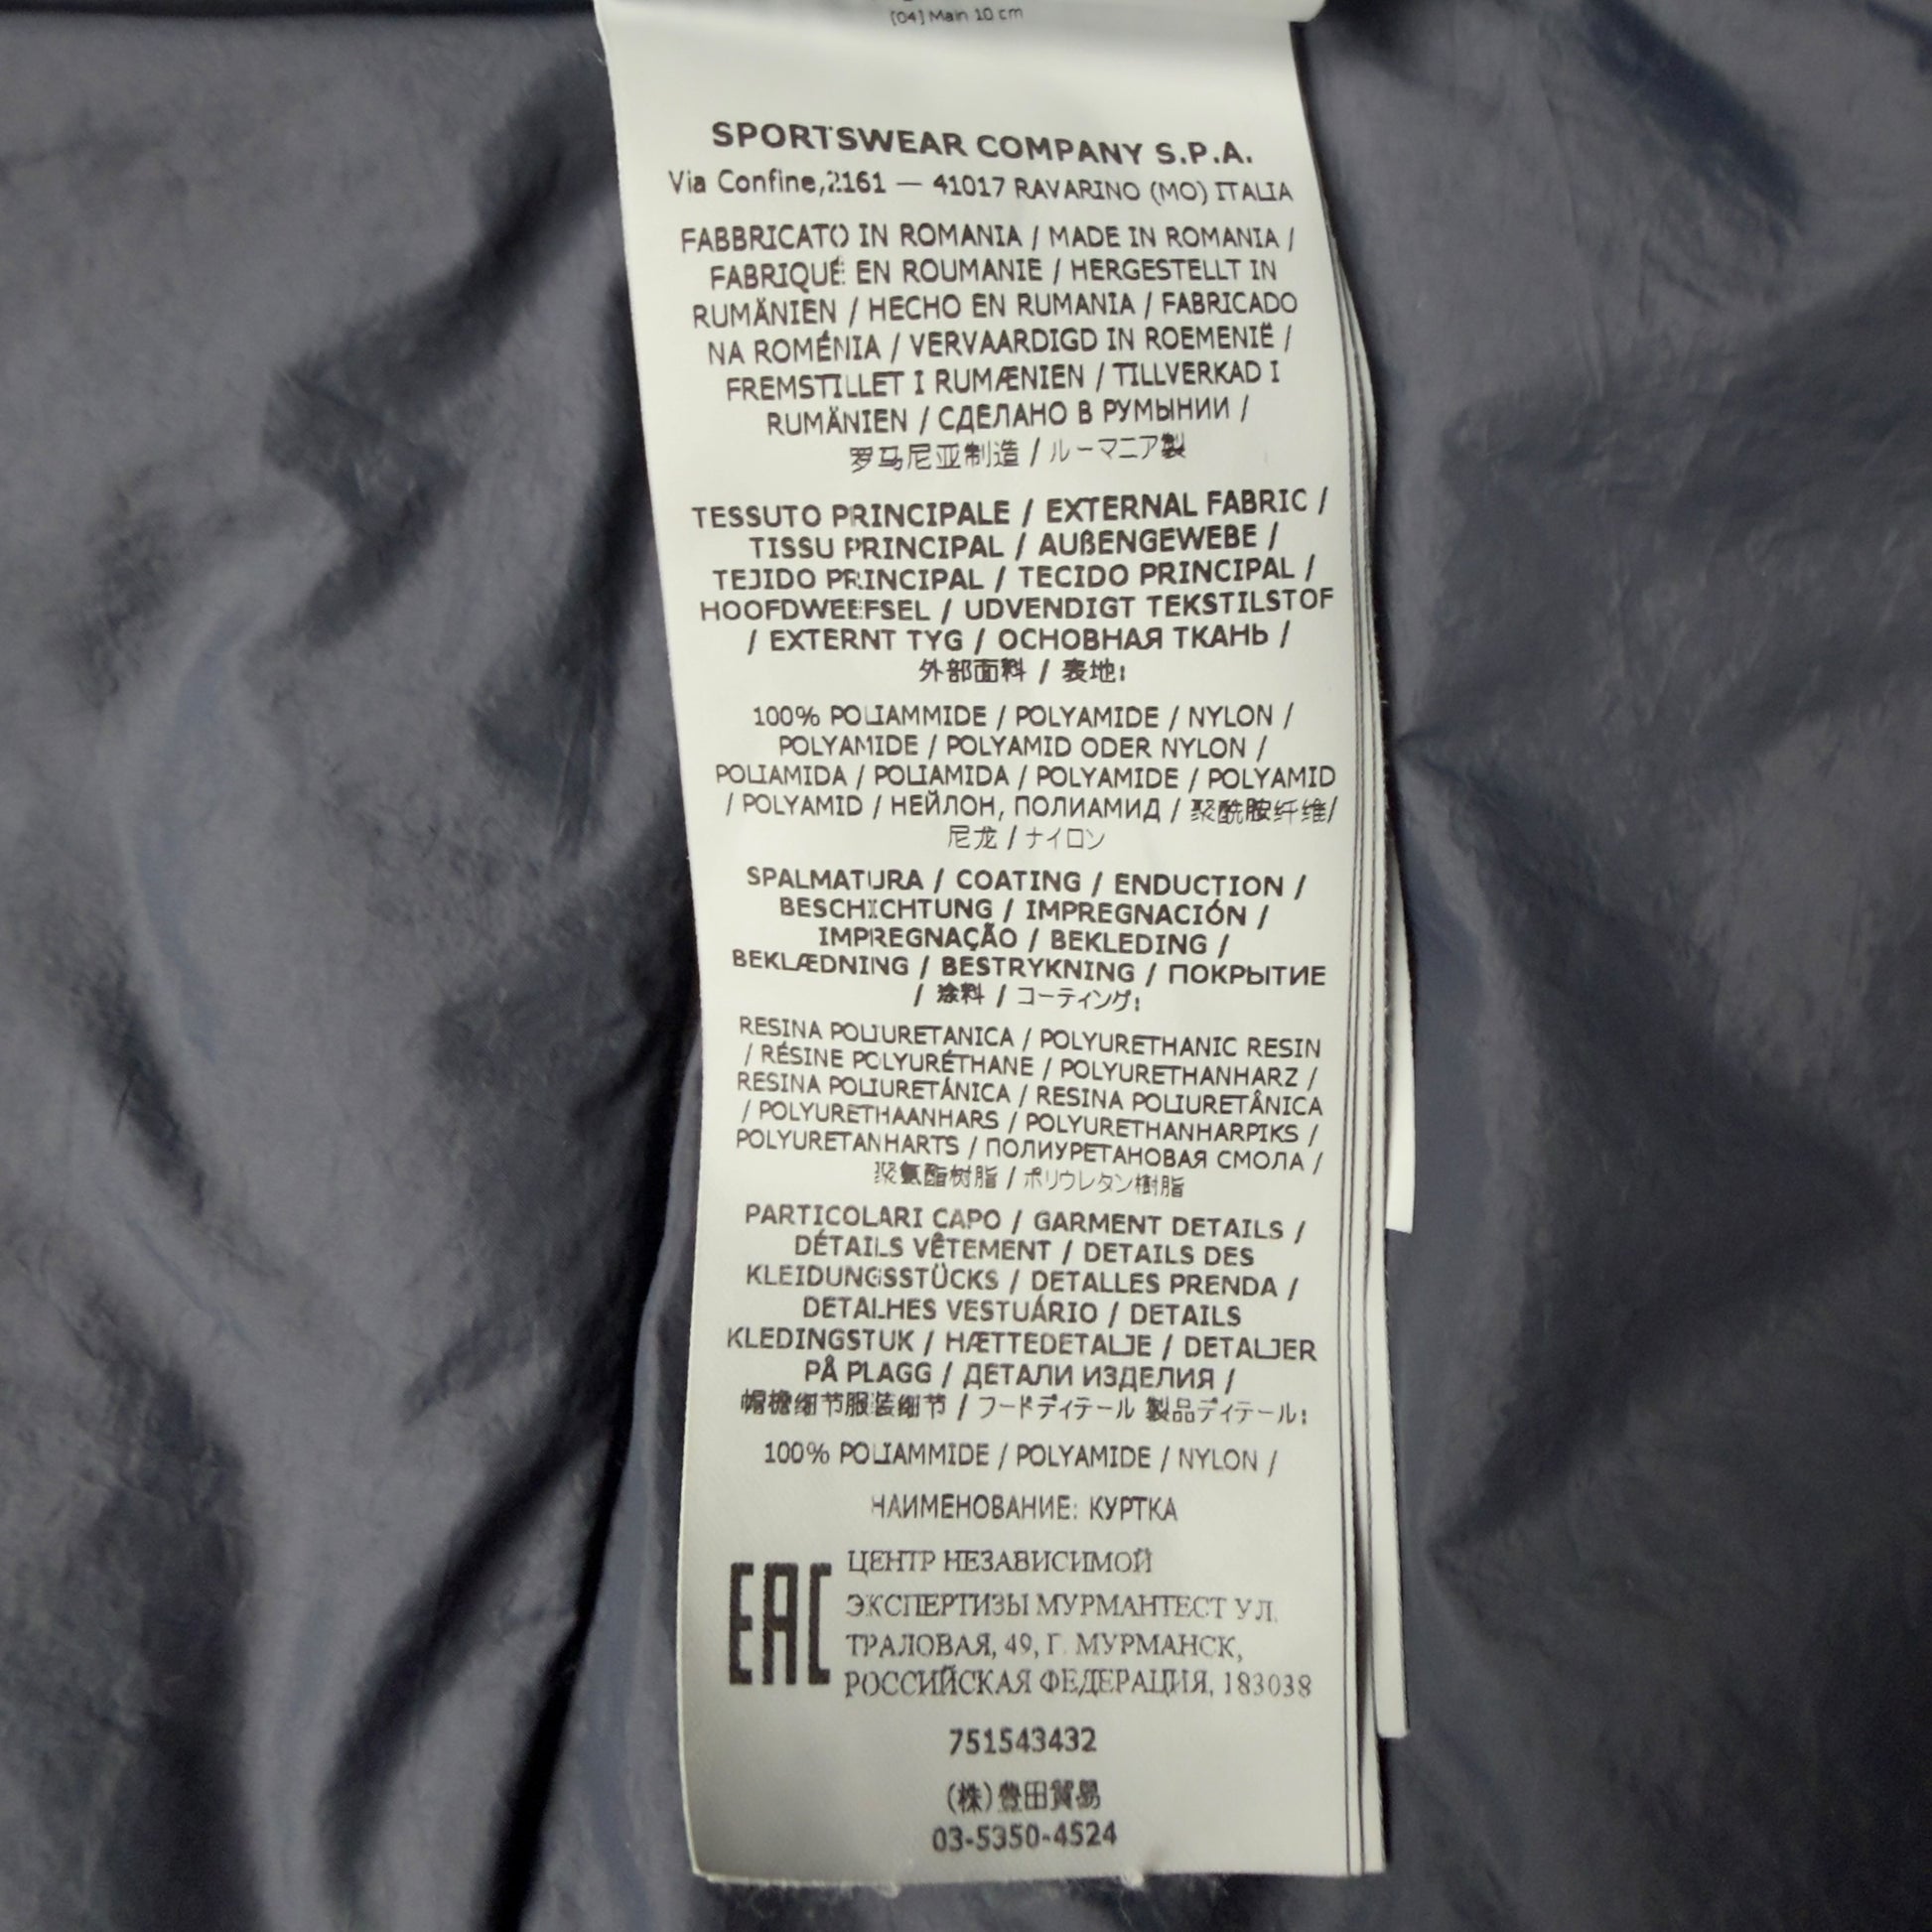 [04] Main 10 cm
SPORTSWEAR COMPANY S.P.A.
Via Confine,2161 — 41017 RAVARINO (MO) ITALIA
FABBRICATO IN ROMANIA / MADE IN ROMANIA /
FABRIQUÉ EN ROUMANIE / HERGESTELLT IN
RUMÄNIEN / HECHO EN RUMANIA / FABRICADO
NA ROMÉNIA / VERVAARDIGD IN ROEMENIË /
FREMSTILLET I RUMÆNIEN / TILLVERKAD I
RUMÄNIEN / СДЕЛАНО В РУМЫНИИ /
罗马尼亚制造 / ルーマニア製
TESSUTO PRINCIPALE / EXTERNAL FABRIC /
TISSU PRINCIPAL / AUßENGEWEBE /
TEJIDO PRINCIPAL / TECIDO PRINCIPAL /
HOOFDWEEFSEL / UDVENDIGT TEKSTILSTOF
/ EXTERNT TYG / ОСНОВНАЯ ТКАНЬ /
外部面料 / 表地:
100% POLIAMMIDE / POLYAMIDE / NYLON /
POLYAMIDE / POLYAMID ODER NYLON /
POLIAMIDA / POLIAMIDA / POLYAMIDE / POLYAMID
/ POLYAMID / НЕЙЛОН, ПОЛИАМИД / 聚酰胺纤维/
尼龙 / ナイロン
SPALMATURA / COATING / ENDUCTION /
BESCHICHTUNG / IMPREGNACIÓN /
IMPREGNAÇÃO / BEKLEDING /
BEKLÆDNING / BESTRYKNING / ПОКРЫТИЕ
/ 涂料 / コーティング:
RESINA POLIURETANICA / POLYURETHANIC RESIN
/ RÉSINE POLYURÉTHANE / POLYURETHANHARZ /
RESINA POLIURETÁNICA / RESINA POLIURETÂNICA
/ POLYURETHAANHARS / POLYURETHANHARPIKS /
POLYURETANHARTS / ПОЛИУРЕТАНОВАЯ СМОЛА /
聚氨酯树脂 / ポリウレタン樹脂
PARTICOLARI CAPO / GARMENT DETAILS /
DÉTAILS VÊTEMENT / DETAILS DES
KLEIDUNGSSTÜCKS / DETALLES PRENDA /
DETALHES VESTUÁRIO / DETAILS
KLEDINGSTUK / HÆTTEDETALJE / DETALJER
PÅ PLAGG / ДЕТАЛИ ИЗДЕЛИЯ /
帽檐细节服装细节 / フードディテール 製品ディテール:
100% POLIAMMIDE / POLYAMIDE / NYLON /
НАИМЕНОВАНИЕ: КУРТКА
EAC
ЦЕНТР НЕЗАВИСИМОЙ
ЭКСПЕРТИЗЫ МУРМАНТЕСТ УЛ.
ТРАЛОВАЯ, 49, Г. МУРМАНСК,
РОССИЙСКАЯ ФЕДЕРАЦИЯ, 183038
751543432
(株)豊田貿易
03-5350-4524